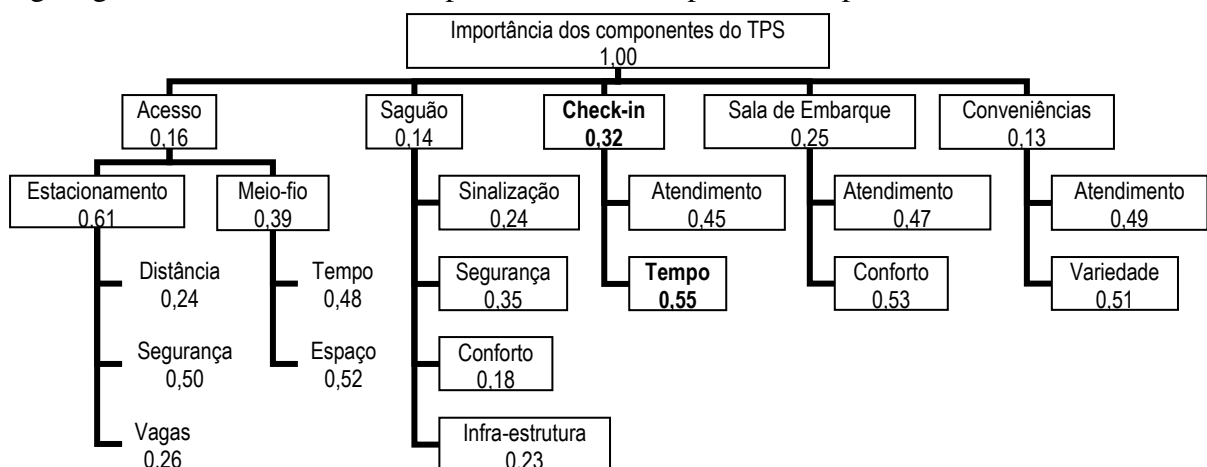 Importância dos componentes do TPS
1,00
Acesso
0,16
Saguão
0,14
Check-in
0,32
Sala de Embarque
0,25
Conveniências
0,13
Estacionamento
0,61
Meio-fio
0,39
Sinalização
0,24
Atendimento
0,45
Atendimento
0,47
Atendimento
0,49
Distância
0,24
Tempo
0,48
Segurança
0,35
Tempo
0,55
Conforto
0,53
Variedade
0,51
Segurança
0,50
Espaço
0,52
Conforto
0,18
Vagas
0,26
Infra-estrutura
0,23